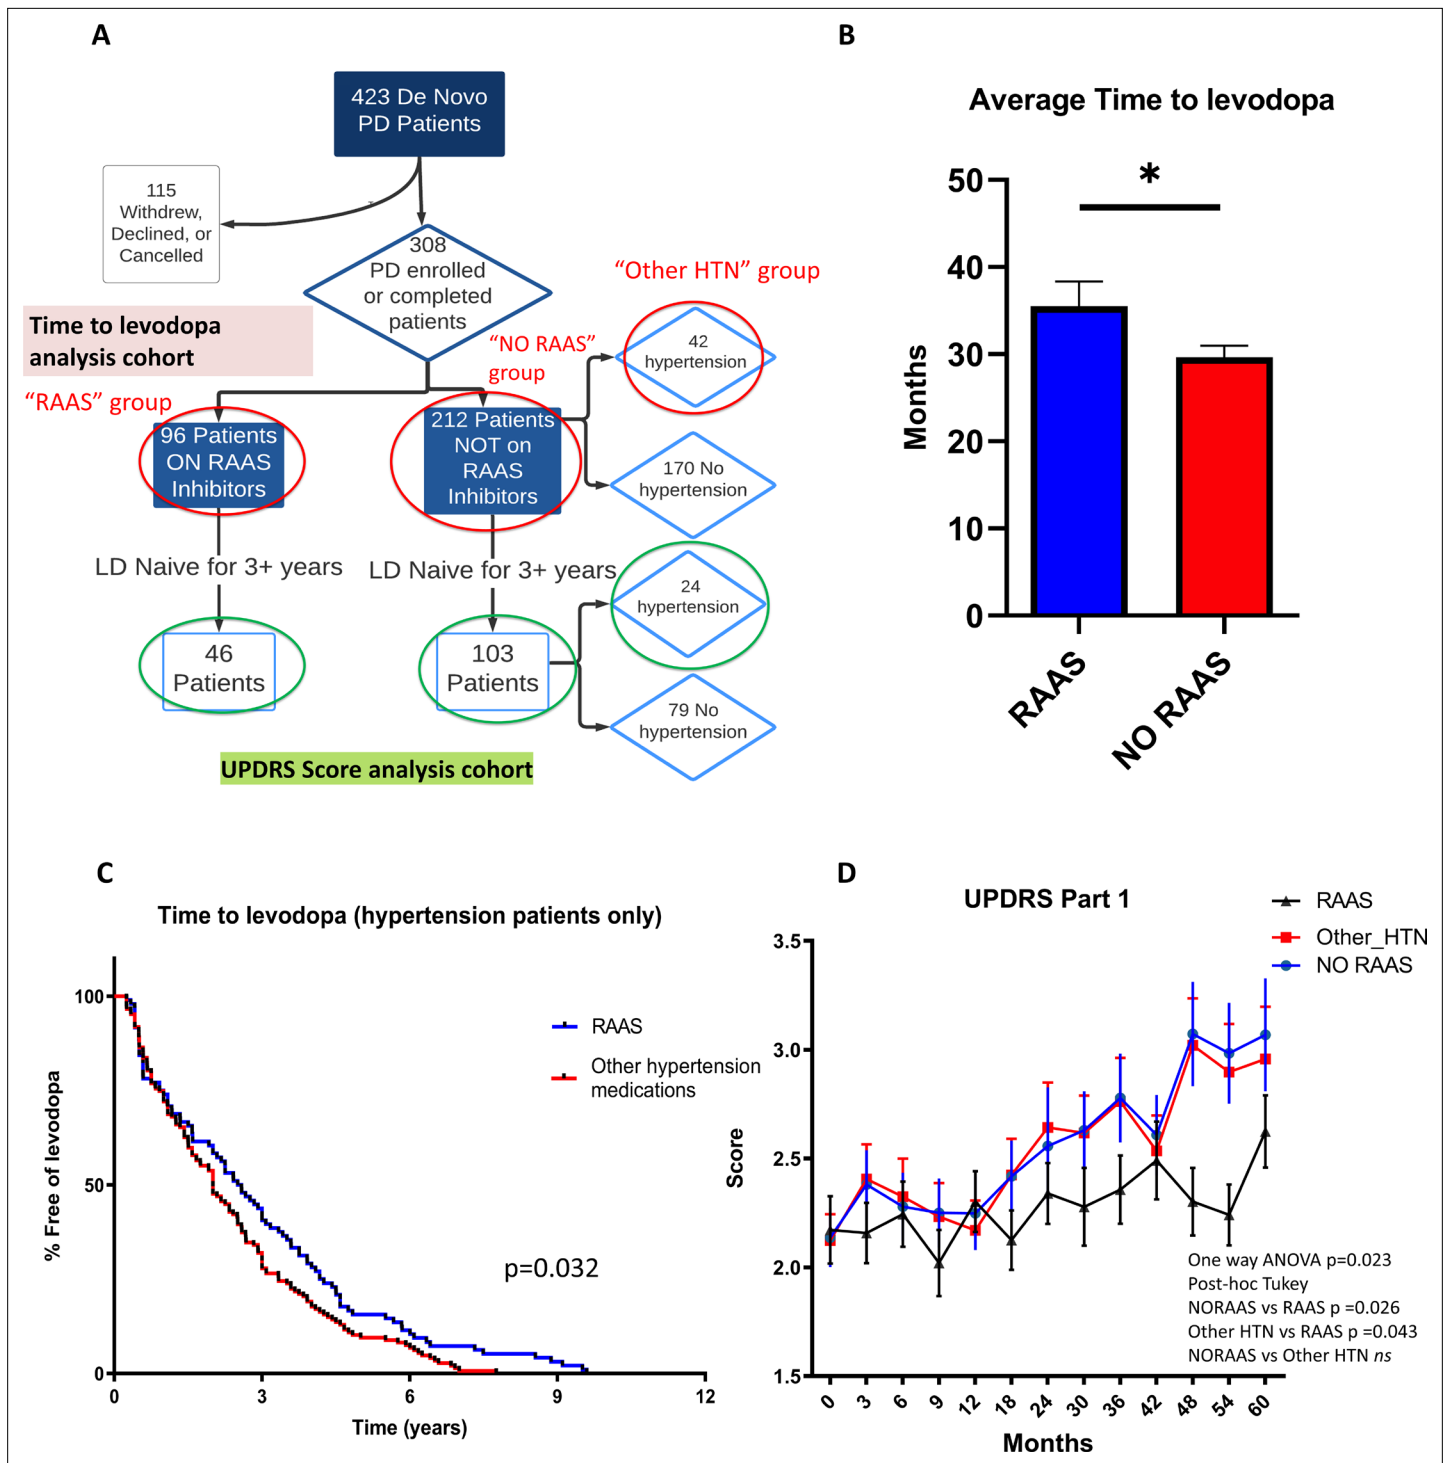 A
423 De Novo
PD Patients
115
Withdrew,
Declined, or
Cancelled
308
PD enrolled
or completed
patients
“Other HTN” group
Time to levodopa
analysis cohort
“NO RAAS”
group
42
hypertension
“RAAS” group
96 Patients
ON RAAS
Inhibitors
212 Patients
NOT on
RAAS
Inhibitors
170 No
hypertension
LD Naive for 3+ years
LD Naive for 3+ years
24
hypertension
46
Patients
103
Patients
79 No
hypertension
UPDRS Score analysis cohort
B
Average Time to levodopa
*
Months
50
40
30
20
10
0
RAAS
NO RAAS
C
Time to levodopa (hypertension patients only)
% Free of levodopa
100
50
0
RAAS
Other hypertension
medications
p=0.032
0 3 6 9 12
Time (years)
D
UPDRS Part 1
RAAS
Other_HTN
NO RAAS
Score
3.5
3.0
2.5
2.0
1.5
One way ANOVA p=0.023
Post-hoc Tukey
NORAAS vs RAAS p =0.026
Other HTN vs RAAS p =0.043
NORAAS vs Other HTN ns
0 3 6 9 12 18 24 30 36 42 48 54 60
Months